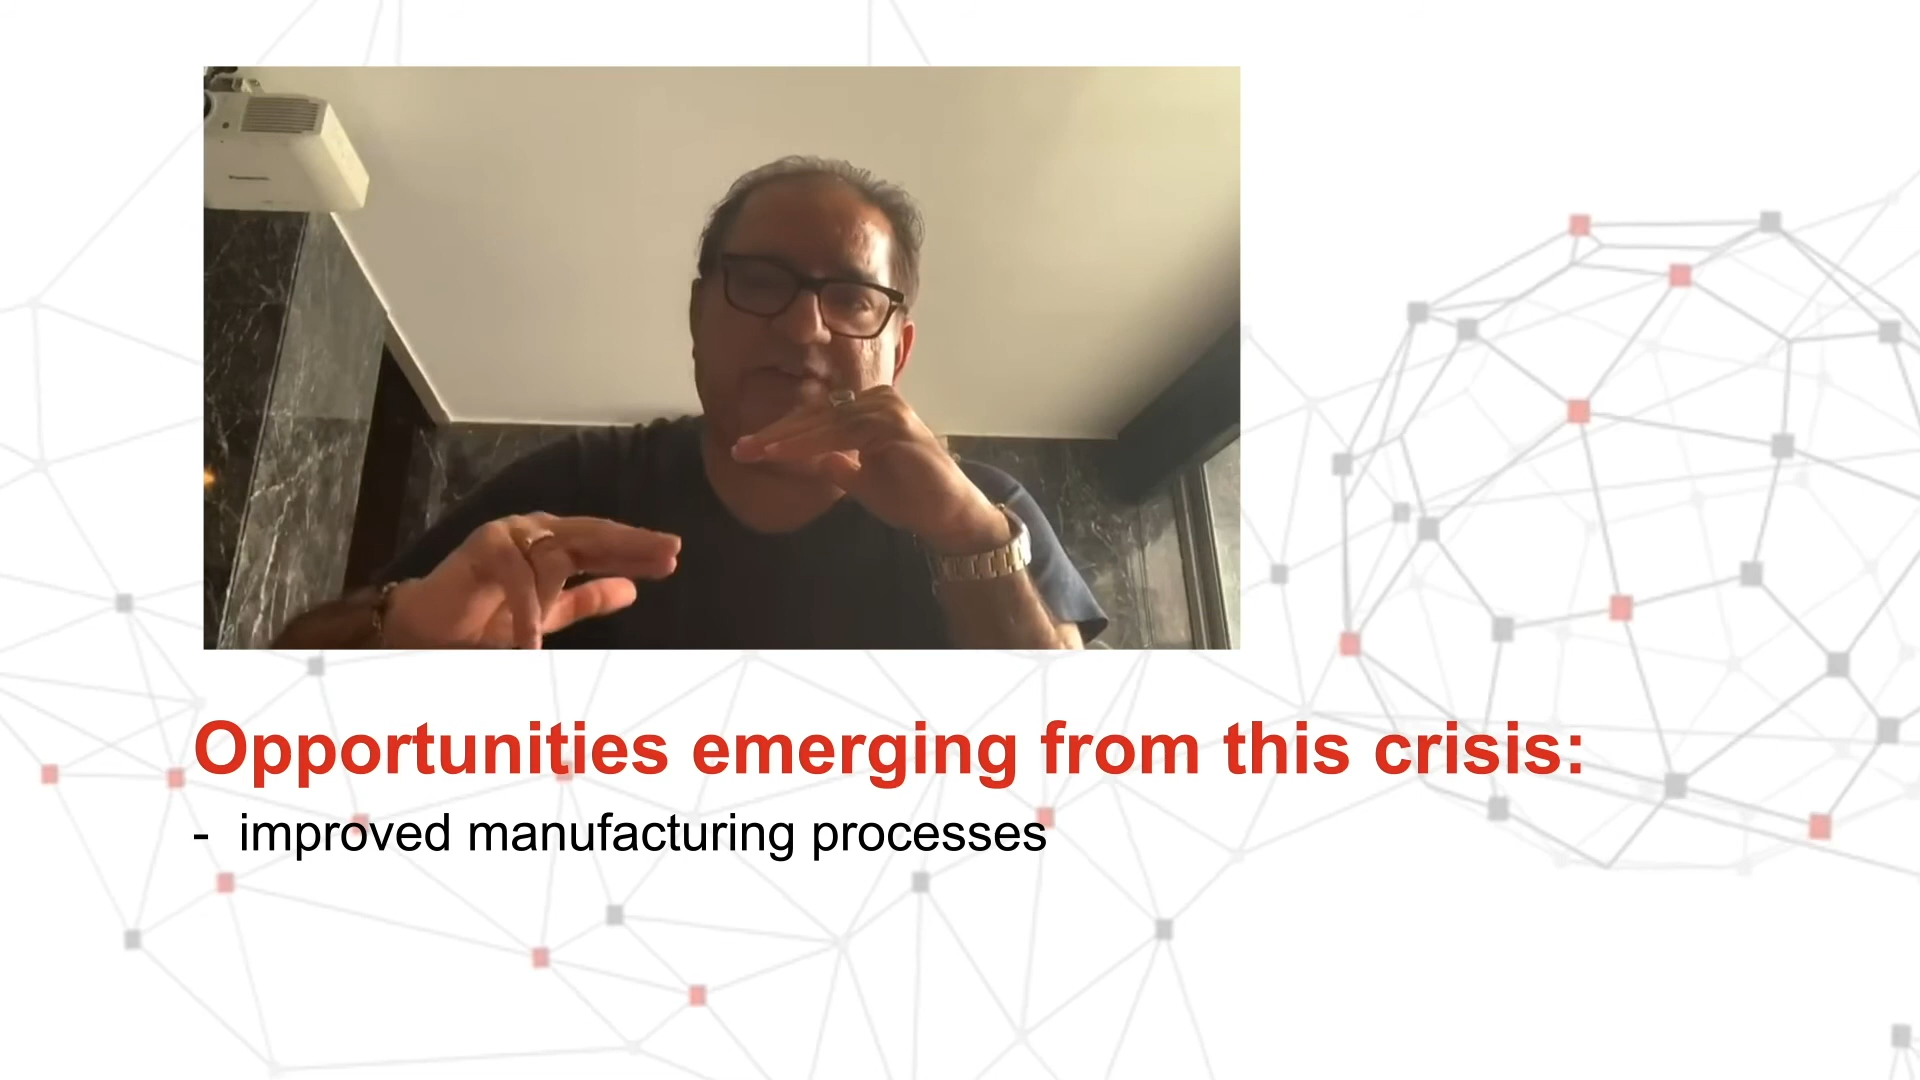 Opportunities emerging from this crisis:
- improved manufacturing processes